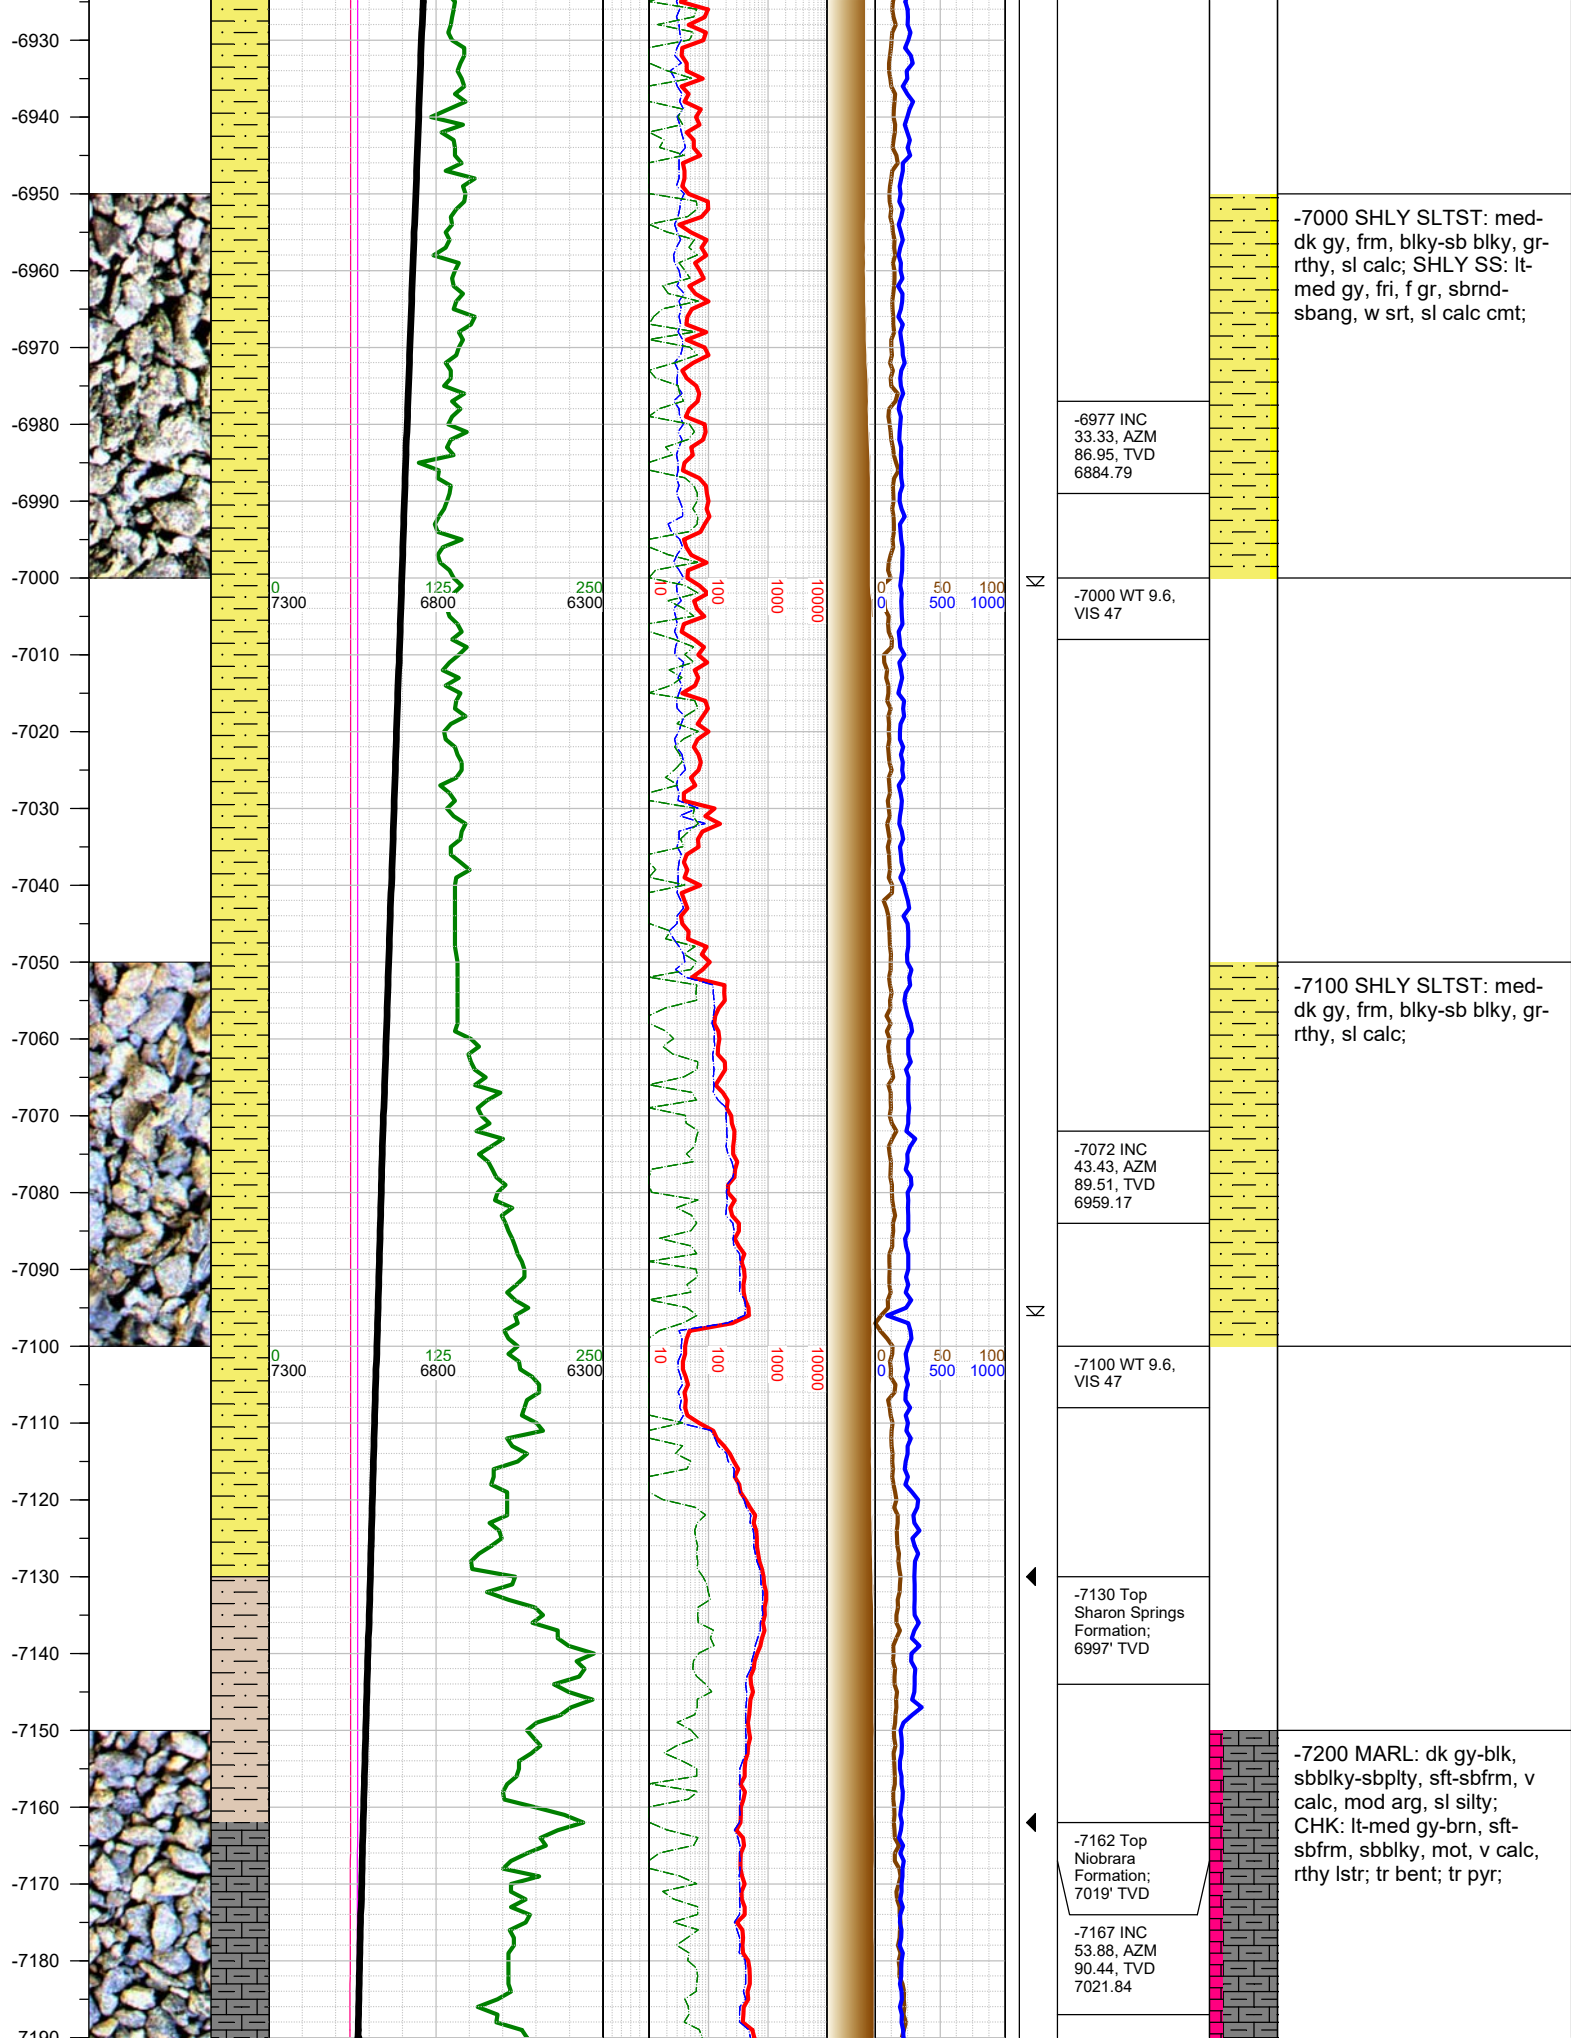 -6930
-6940
-6950
-6960
-6970
-6980
-6990
-7000
-7010
-7020
-7030
-7040
-7050
-7060
-7070
-7080
-7090
-7100
-7110
-7120
-7130
-7140
-7150
-7160
-7170
-7180
-7190
0 125 250
7300 6800 6300
10 100 1000 10000
0 50 100
0 500 1000
0 125 250
7300 6800 6300
10 100 1000 10000
0 50 100
0 500 1000
-6977 INC
33.33, AZM
86.95, TVD
6884.79
-7000 WT 9.6,
VIS 47
-7072 INC
43.43, AZM
89.51, TVD
6959.17
-7100 WT 9.6,
VIS 47
-7130 Top
Sharon Springs
Formation;
6997' TVD
-7162 Top
Niobrara
Formation;
7019' TVD
-7167 INC
53.88, AZM
90.44, TVD
7021.84
-7000 SHLY SLTST: med-
dk gy, frm, blky-sb blky, gr-
rthy, sl calc; SHLY SS: lt-
med gy, fri, f gr, sbrnd-
sbang, w srt, sl calc cmt;
-7100 SHLY SLTST: med-
dk gy, frm, blky-sb blky, gr-
rthy, sl calc;
-7200 MARL: dk gy-blk,
sbblky-sbplty, sft-sbfrm, v
calc, mod arg, sl silty;
CHK: lt-med gy-brn, sft-
sbfrm, sbblky, mot, v calc,
rthy lstr; tr bent; tr pyr;